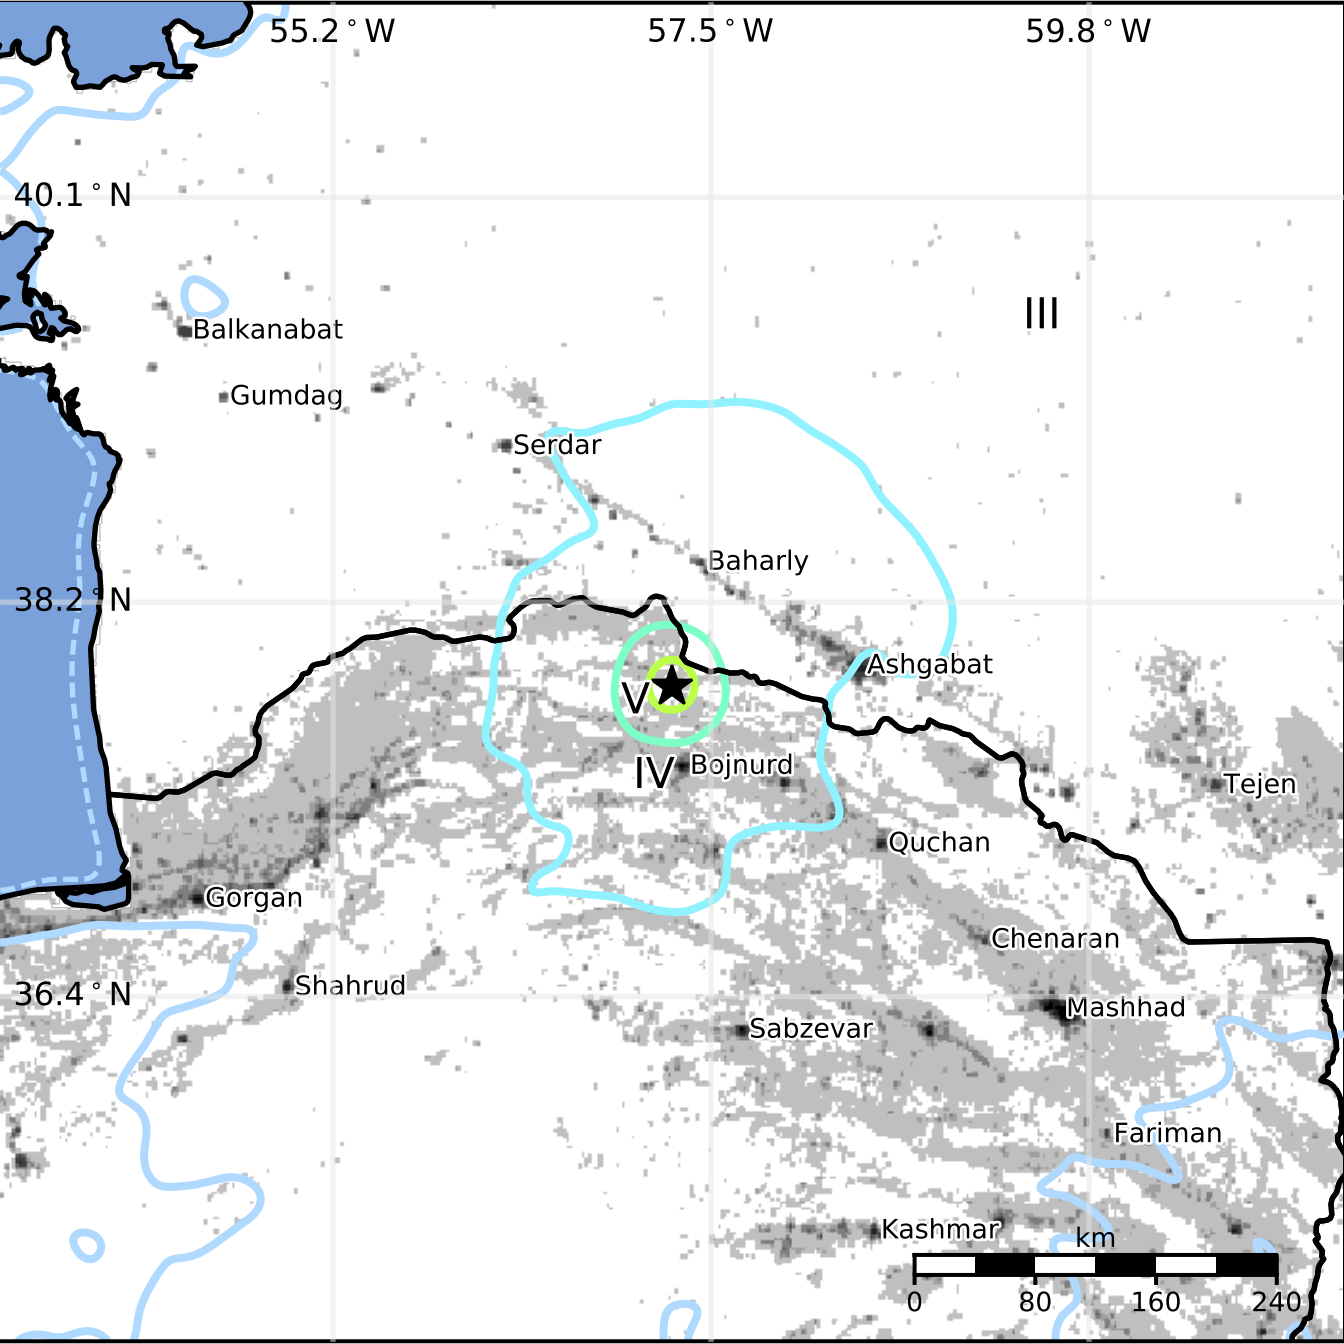 55.2°W 57.5°W 59.8°W
40.1°N
III
Balkanabat
Gumdag
Serdar
Baharly
38.2°N
Ashgabat
V
IV Bojnurd
Tejen
Quchan
Gorgan
Chenaran
36.4°N
Shahrud
Mashhad
Sabzevar
Fariman
Kashmar
km
0 80 160 240